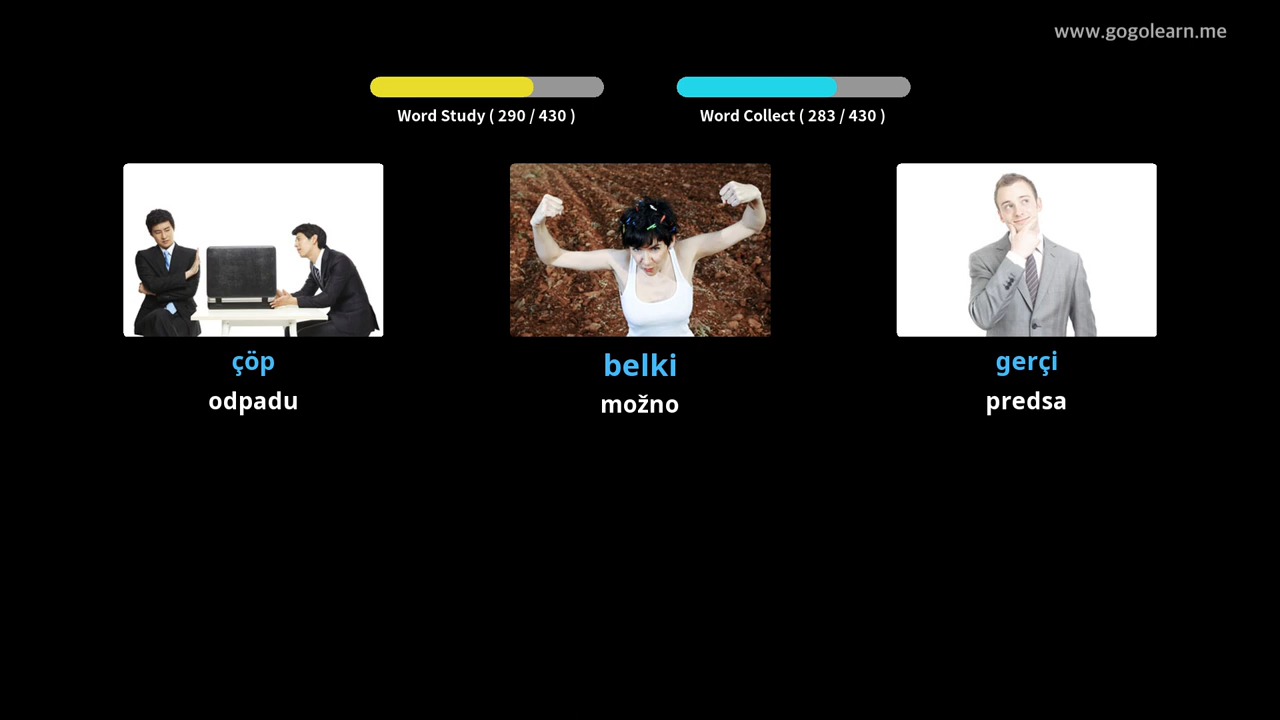 www.gogolearn.me
Word Study ( 290 / 430 )
Word Collect ( 283 / 430 )
çöp
belki
gerçi
odpadu
možno
predsa